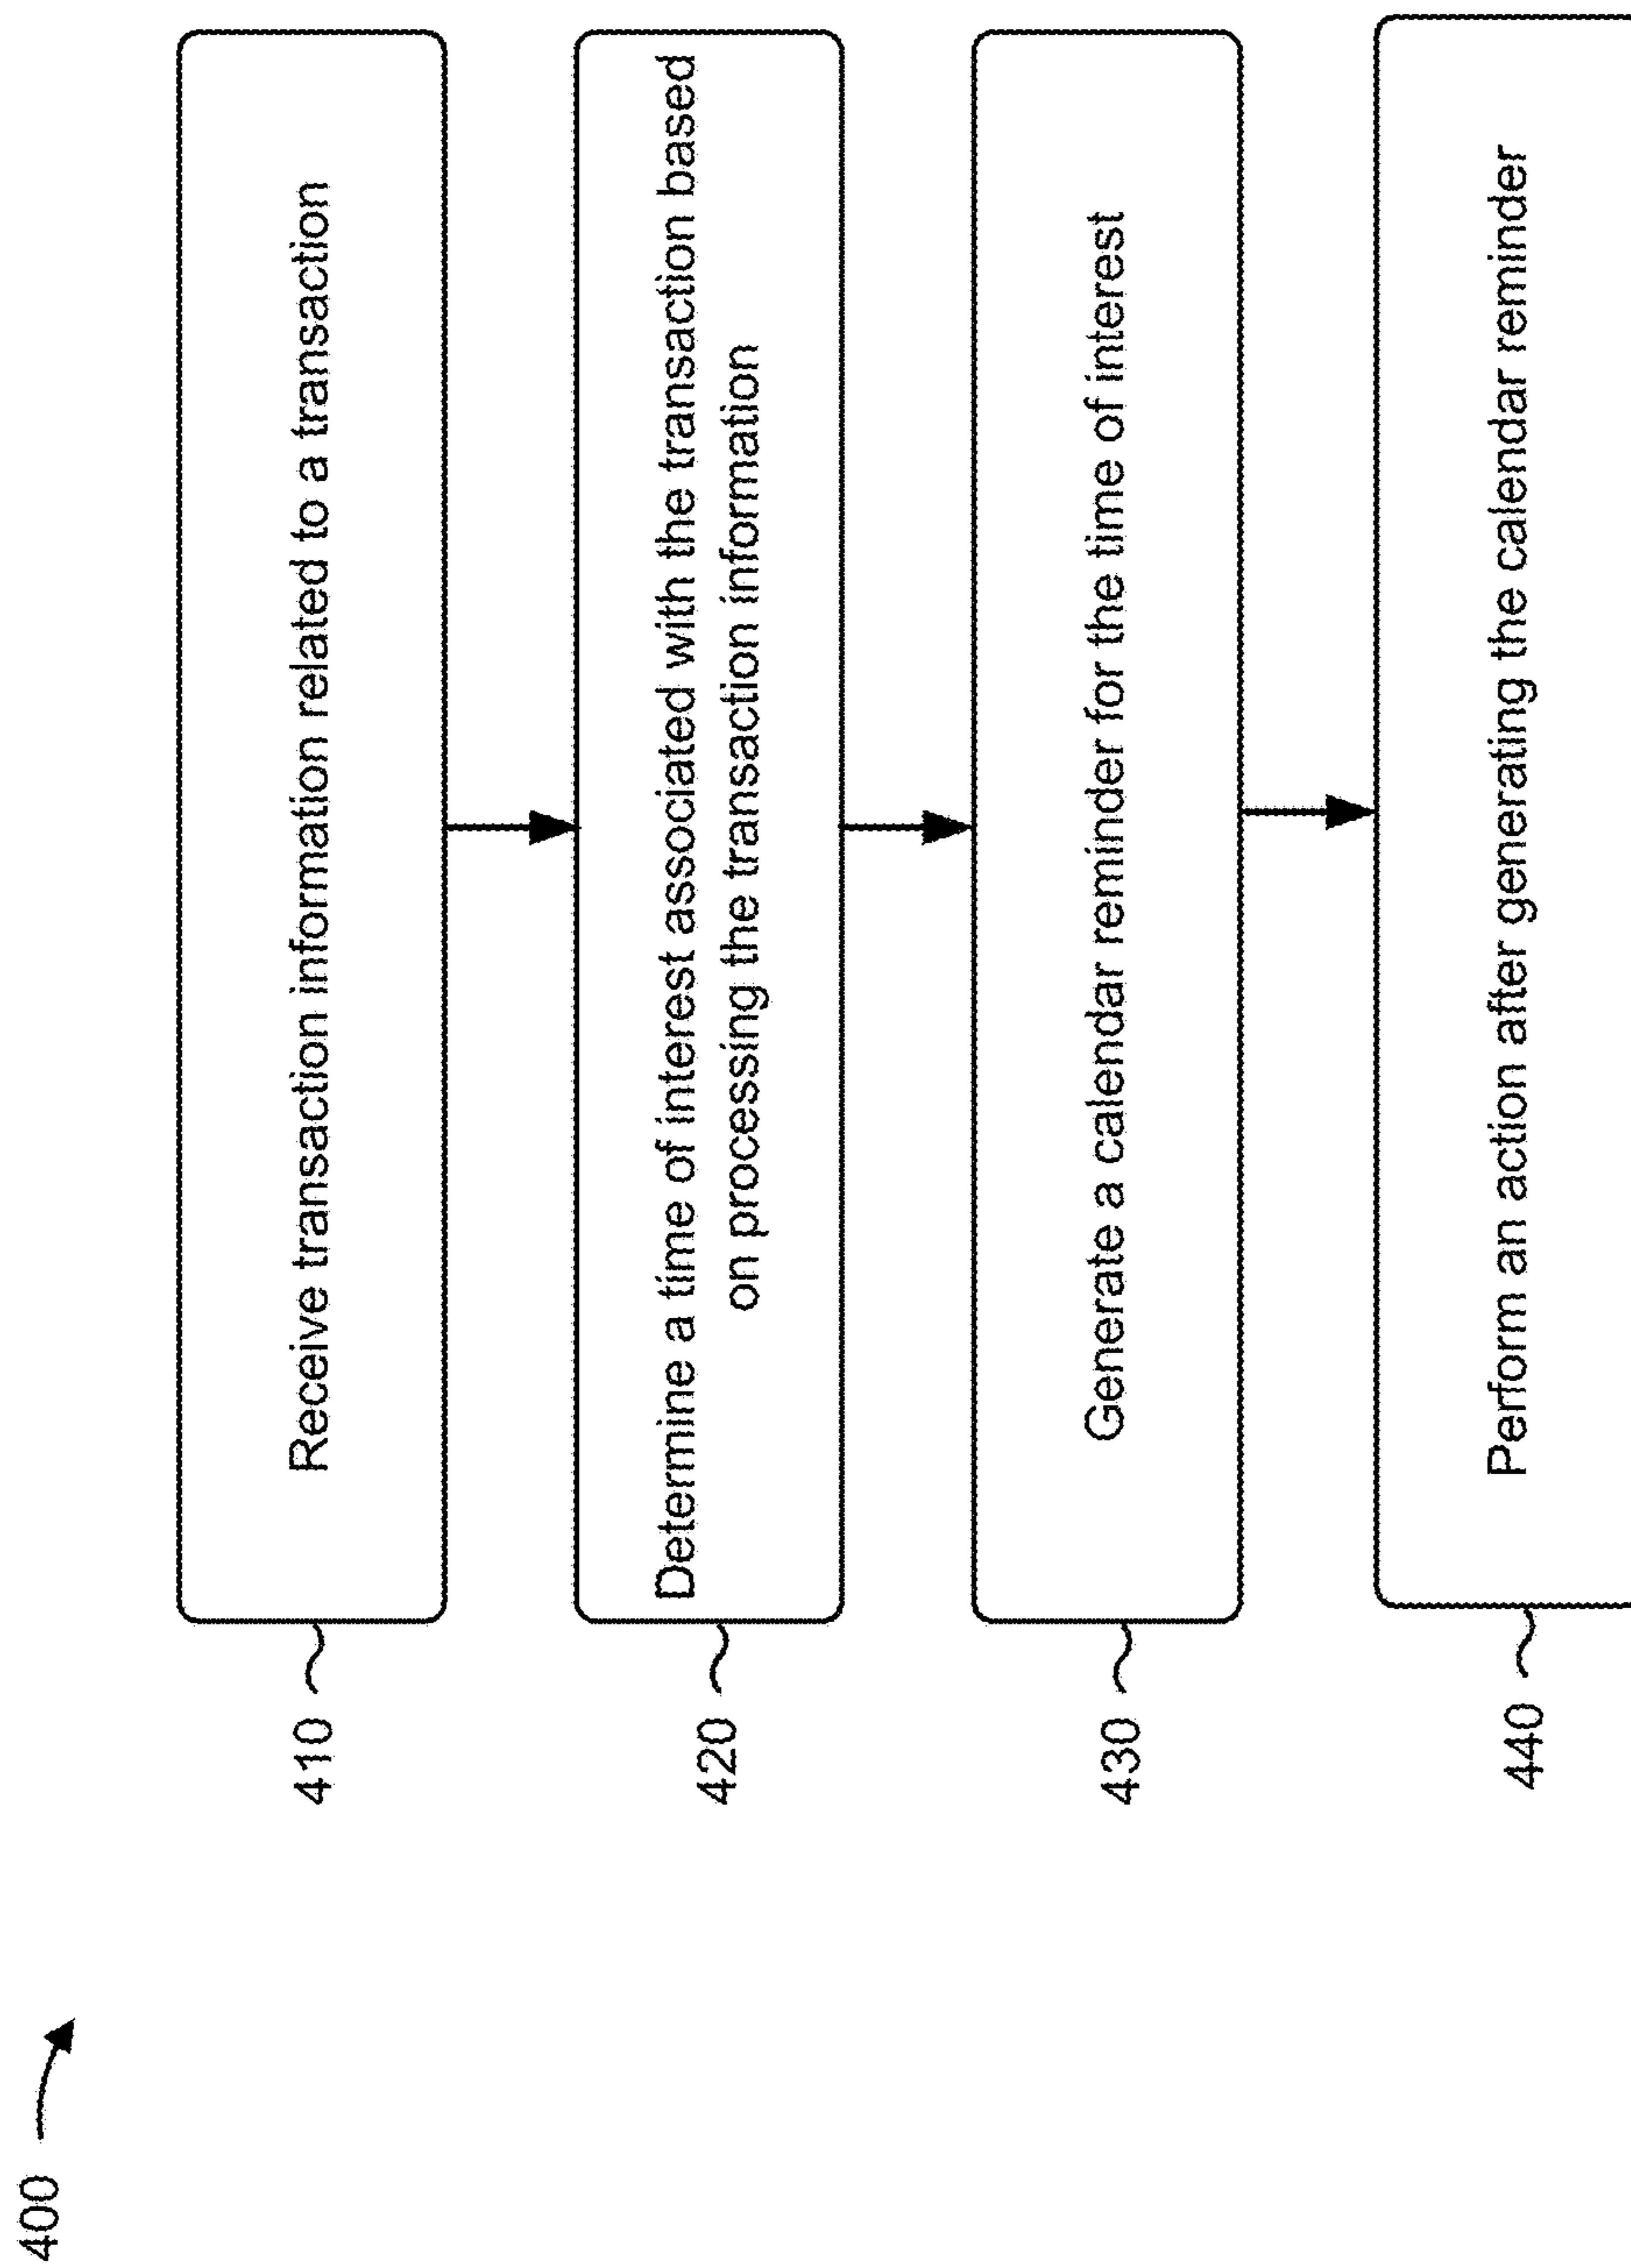 400
410
Receive transaction information related to a transaction
420
Determine a time of interest associated with the transaction based
on processing the transaction information
430
Generate a calendar reminder for the time of interest
440
Perform an action after generating the calendar reminder